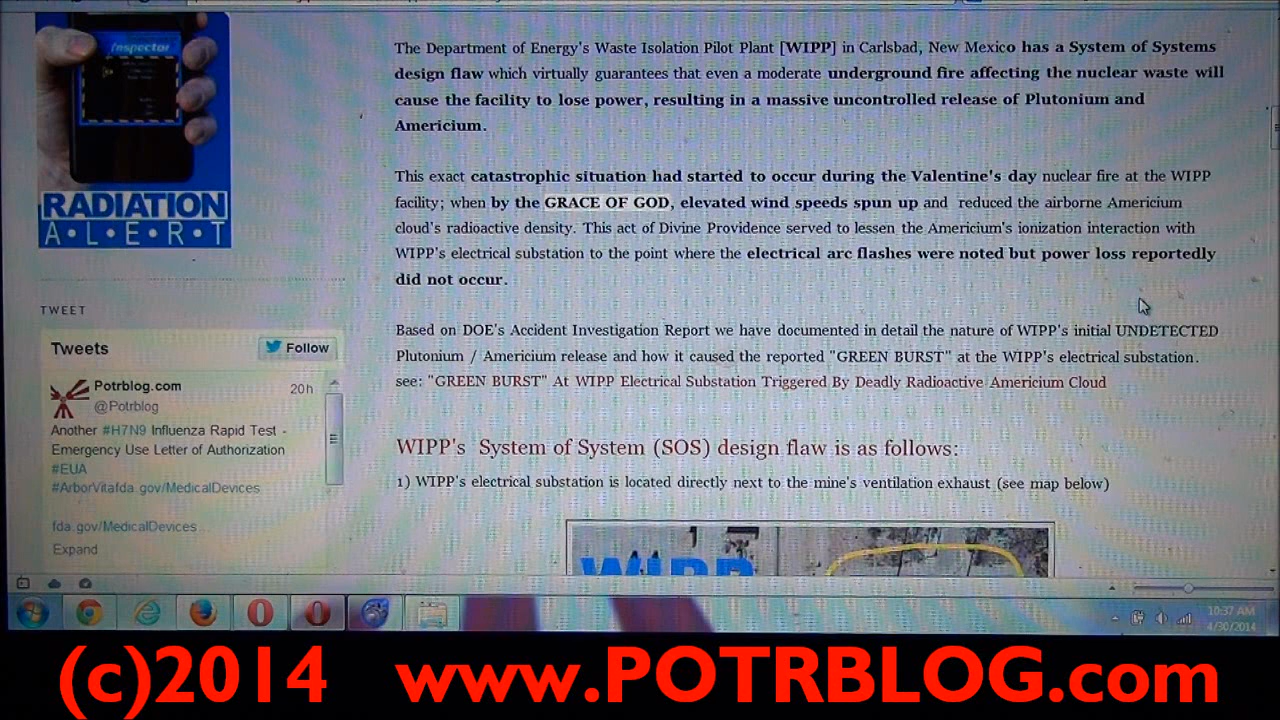 Inspector
RADIATION
A•L•E•R•T
TWEET
Tweets
Follow
Potrblog.com
20h
@Potrblog
Another #H7N9 Influenza Rapid Test -
Emergency Use Letter of Authorization
#EUA
#ArborVitafda.gov/MedicalDevices
fda.gov/MedicalDevices...
Expand
The Department of Energy's Waste Isolation Pilot Plant [WIPP] in Carlsbad, New Mexico has a System of Systems
design flaw which virtually guarantees that even a moderate underground fire affecting the nuclear waste will
cause the facility to lose power, resulting in a massive uncontrolled release of Plutonium and
Americium.
This exact catastrophic situation had started to occur during the Valentine's day nuclear fire at the WIPP
facility; when by the GRACE OF GOD, elevated wind speeds spun up and reduced the airborne Americium
cloud's radioactive density. This act of Divine Providence served to lessen the Americium's ionization interaction with
WIPP's electrical substation to the point where the electrical arc flashes were noted but power loss reportedly
did not occur.
Based on DOE's Accident Investigation Report we have documented in detail the nature of WIPP's initial UNDETECTED
Plutonium / Americium release and how it caused the reported "GREEN BURST" at the WIPP's electrical substation.
see: "GREEN BURST" At WIPP Electrical Substation Triggered By Deadly Radioactive Americium Cloud
WIPP's System of System (SOS) design flaw is as follows:
1) WIPP's electrical substation is located directly next to the mine's ventilation exhaust (see map below)
WIPP
10:37 AM
4/30/2014
(c)2014 www.POTRBLOG.com